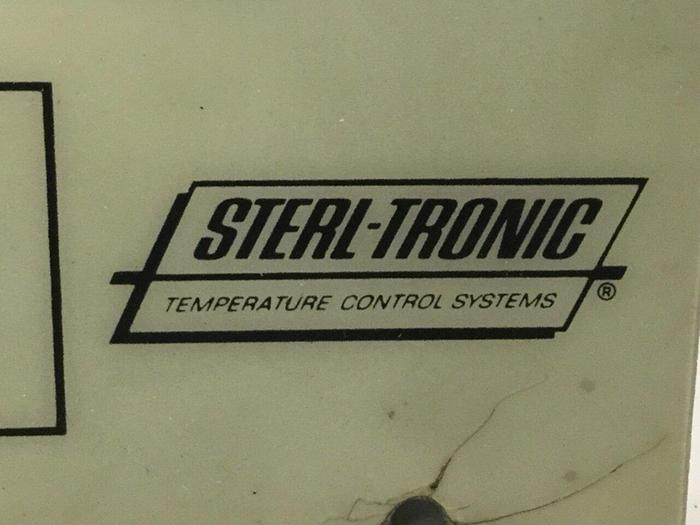 STERL-TRONIC
TEMPERATURE CONTROL SYSTEMS ®